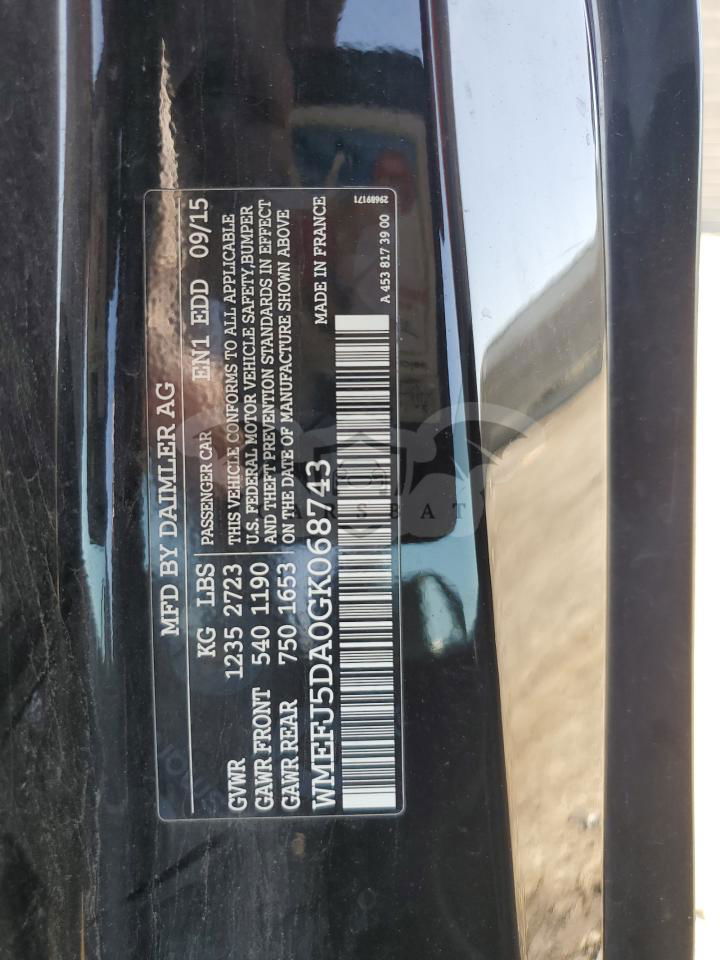 MFD BY DAIMLER AG
KG LBS PASSENGER CAR EN1 EDD 09/15
GVWR 1235 2723 THIS VEHICLE CONFORMS TO ALL APPLICABLE
U.S. FEDERAL MOTOR VEHICLE SAFETY,BUMPER
GAWR FRONT 540 1190 AND THEFT PREVENTION STANDARDS IN EFFECT
GAWR REAR 750 1653 ON THE DATE OF MANUFACTURE SHOWN ABOVE
WMEFJ5DA0GK068743 MADE IN FRANCE
A 453 817 39 00
29689171
CARSBAT